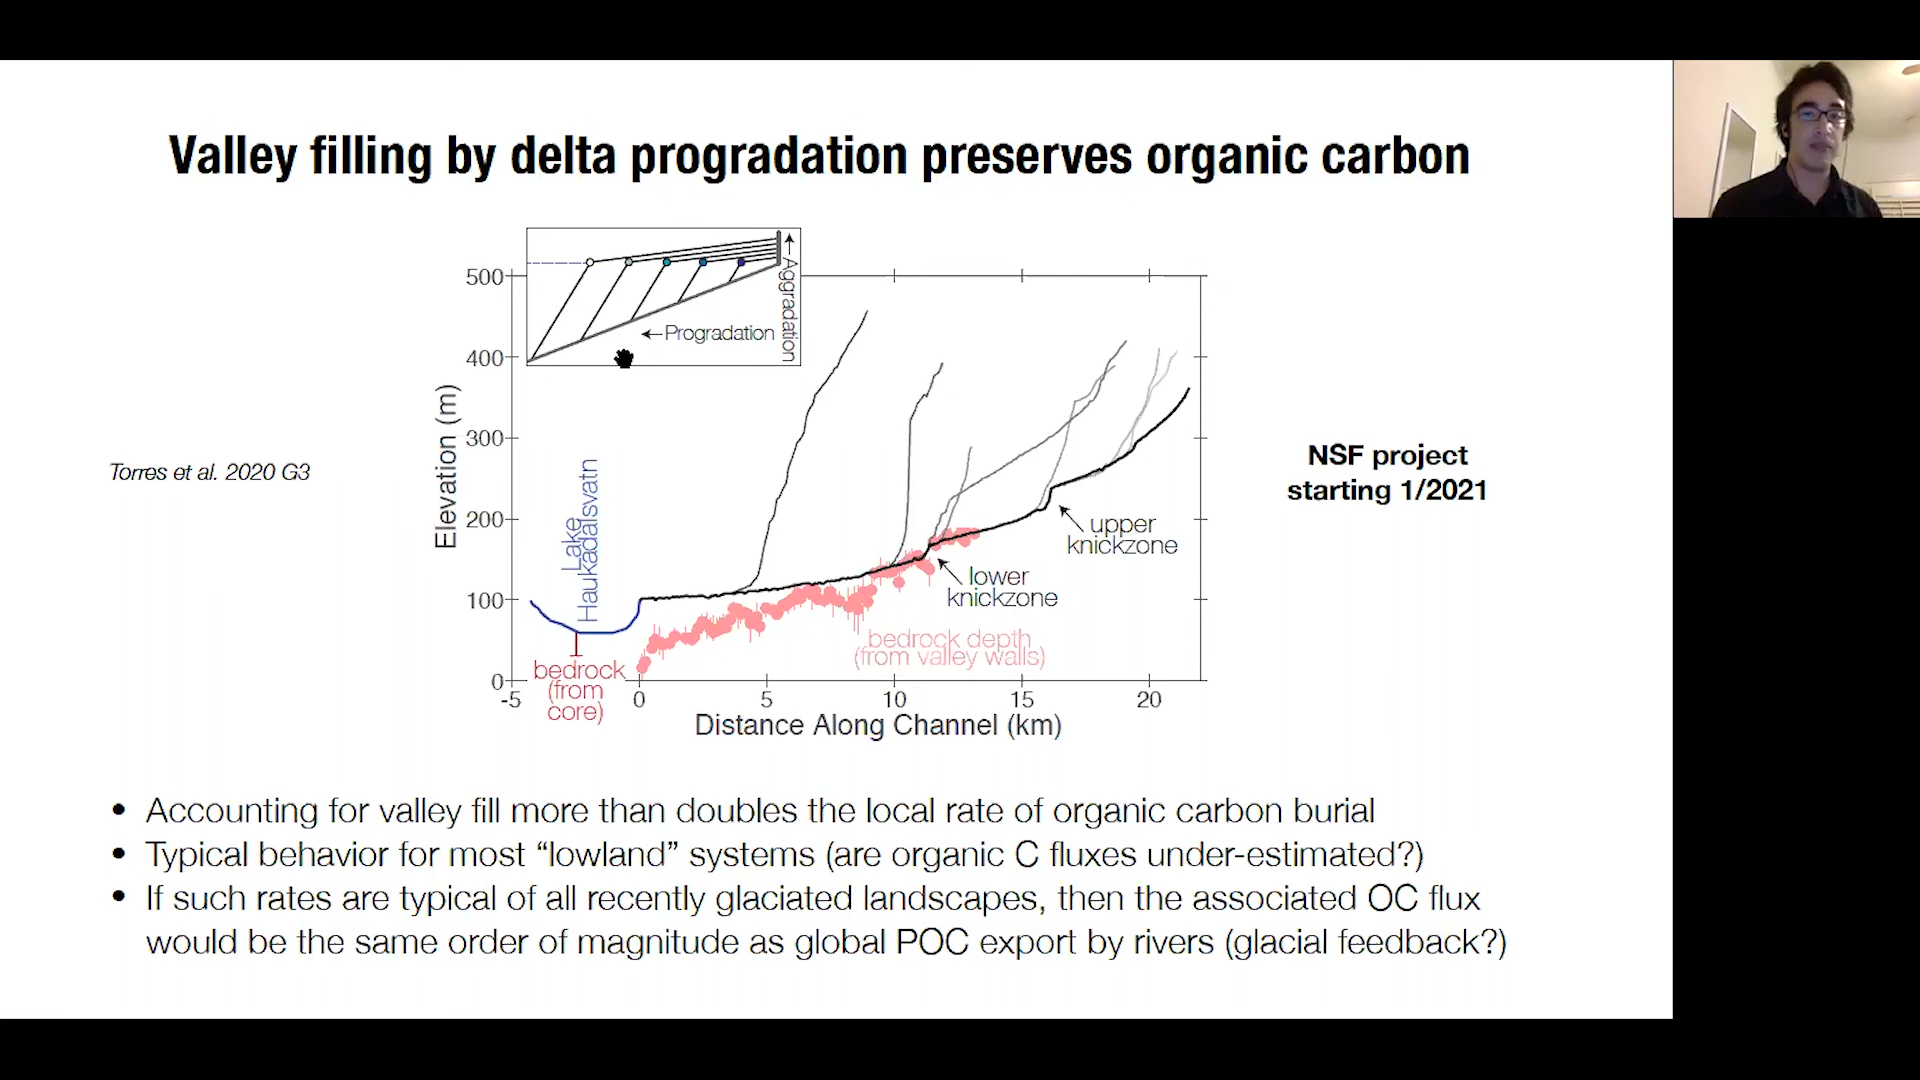 Valley filling by delta progradation preserves organic carbon
Aggradation
Progradation
500
400
300
200
100
0
Elevation (m)
-5
0
5
10
15
20
Distance Along Channel (km)
Lake
Haukadalsvatn
bedrock
(from
core)
upper
knickzone
lower
knickzone
bedrock depth
(from valley walls)
Torres et al. 2020 G3
NSF project
starting 1/2021
• Accounting for valley fill more than doubles the local rate of organic carbon burial
• Typical behavior for most “lowland” systems (are organic C fluxes under-estimated?)
• If such rates are typical of all recently glaciated landscapes, then the associated OC flux
would be the same order of magnitude as global POC export by rivers (glacial feedback?)